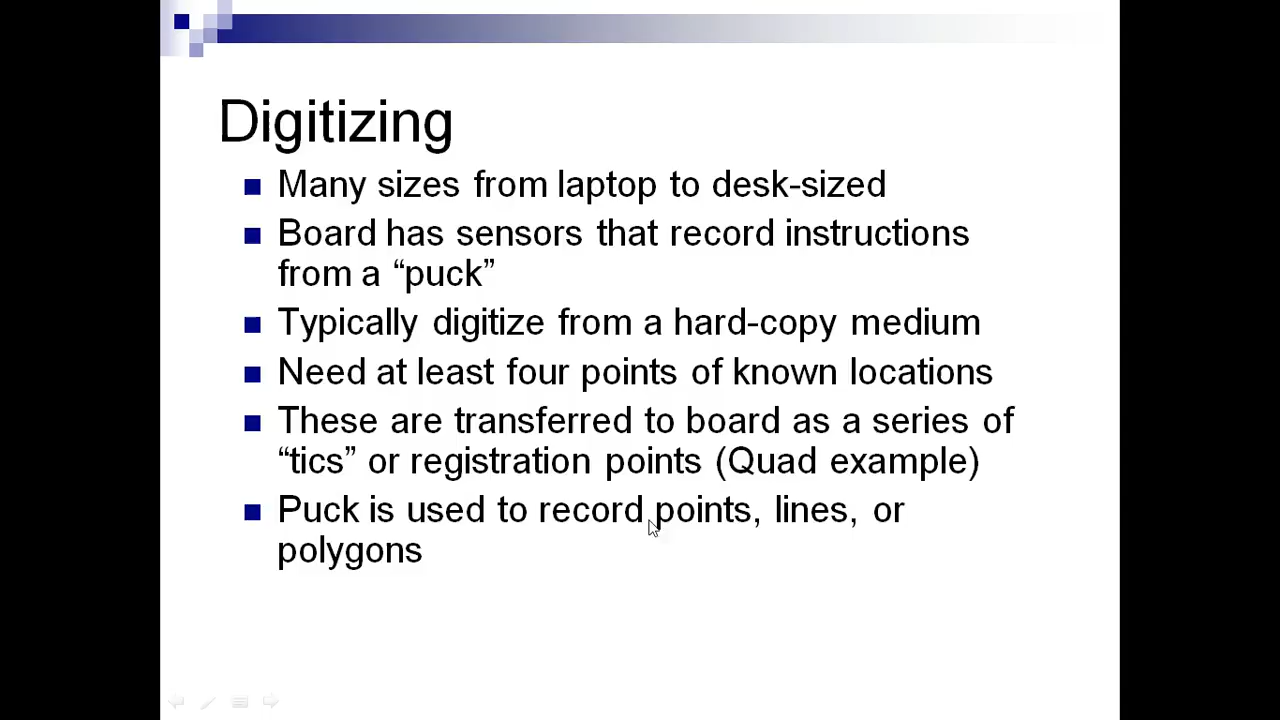 Digitizing
Many sizes from laptop to desk-sized
Board has sensors that record instructions
from a “puck”
Typically digitize from a hard-copy medium
Need at least four points of known locations
These are transferred to board as a series of
“tics” or registration points (Quad example)
Puck is used to record points, lines, or
polygons